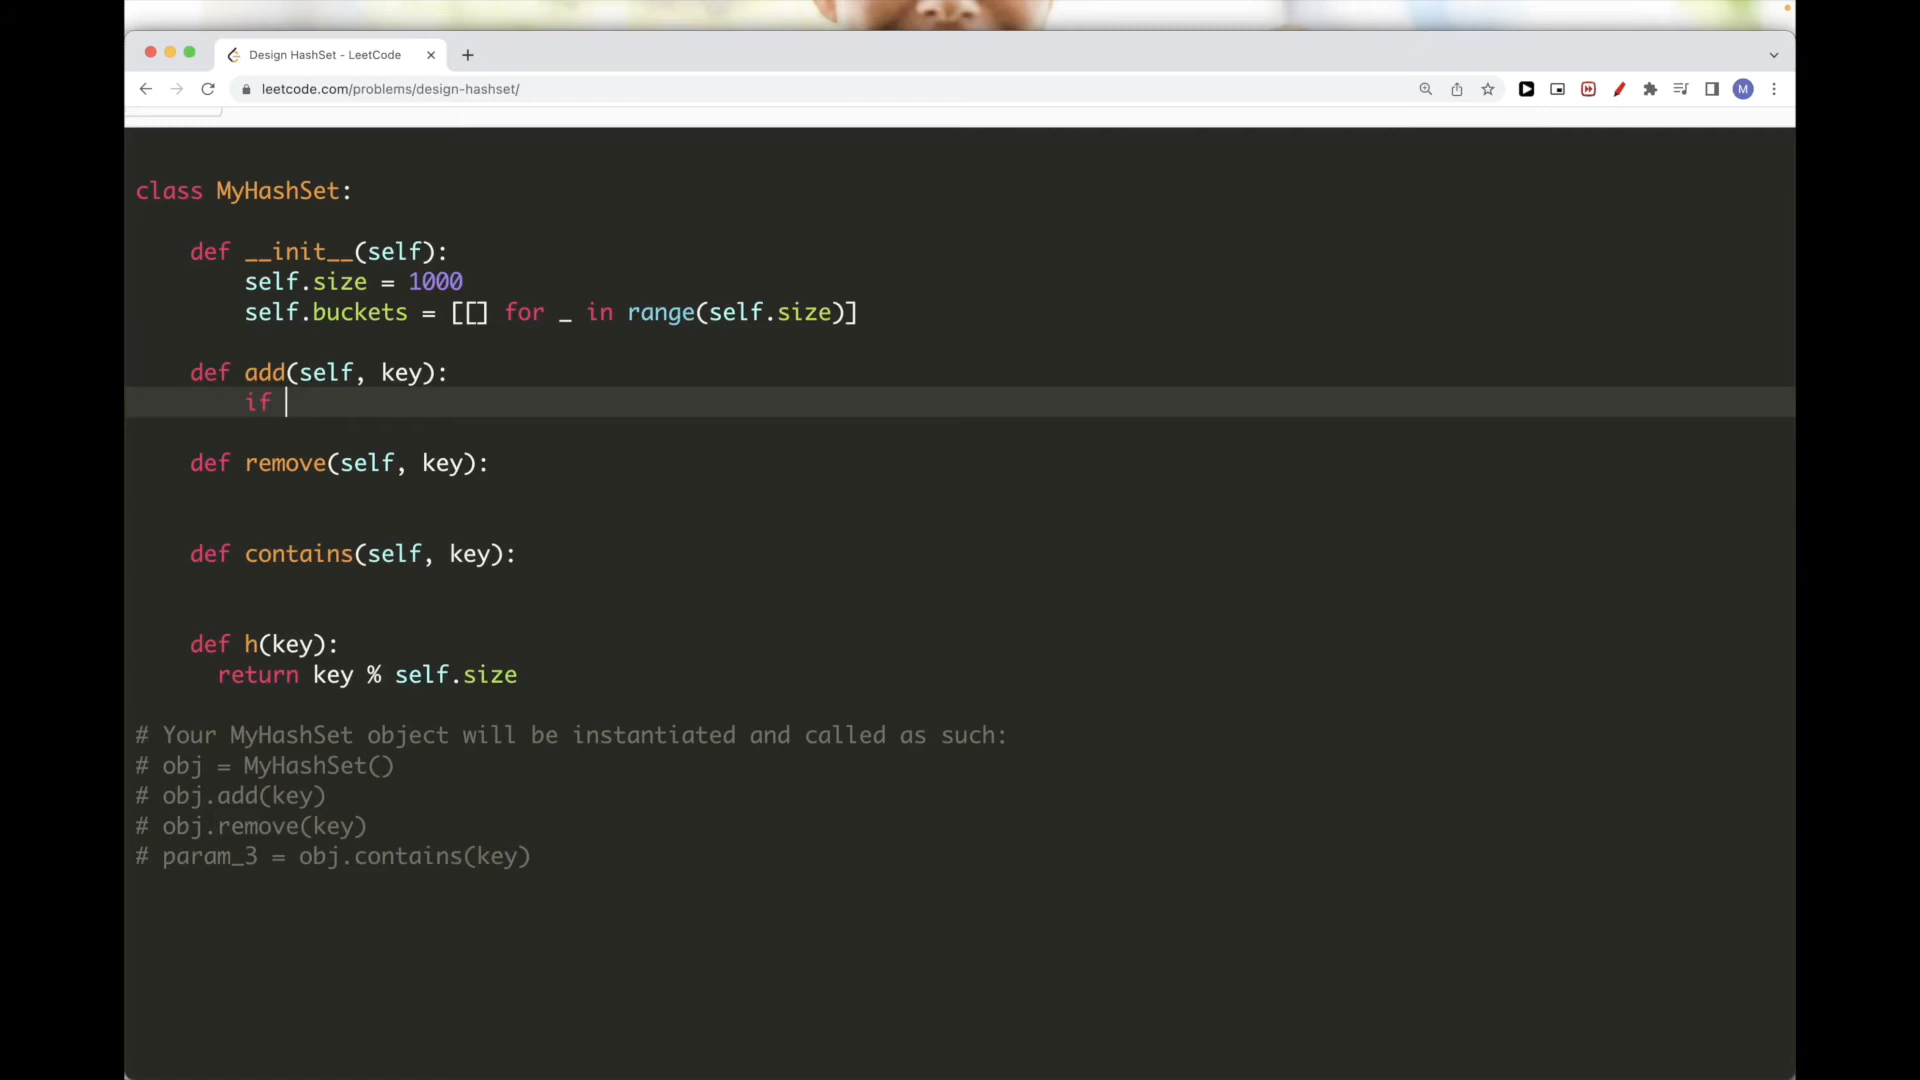 Design HashSet - LeetCode
leetcode.com/problems/design-hashset/
M
class MyHashSet:
def __init__(self):
self.size = 1000
self.buckets = [[] for _ in range(self.size)]
def add(self, key):
if
def remove(self, key):
def contains(self, key):
def h(key):
return key % self.size
# Your MyHashSet object will be instantiated and called as such:
# obj = MyHashSet()
# obj.add(key)
# obj.remove(key)
# param_3 = obj.contains(key)